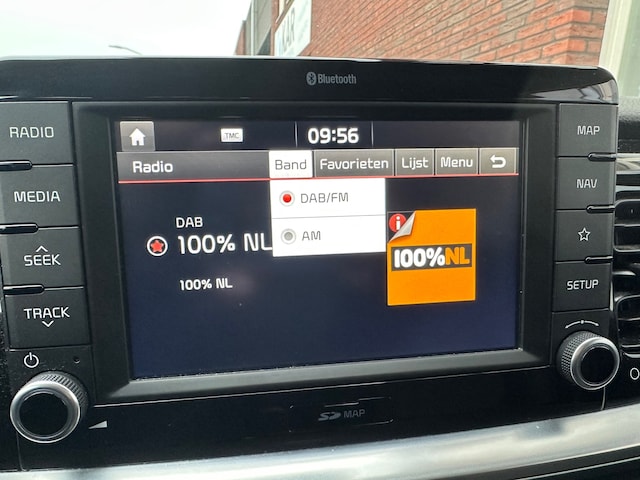 Bluetooth
RADIO
MEDIA
SEEK
TRACK
TMC
09:56
Radio
Band
Favorieten
Lijst
Menu
DAB/FM
AM
DAB
100% NL
100% NL
i
100%NL
MAP
NAV
SETUP
SD MAP